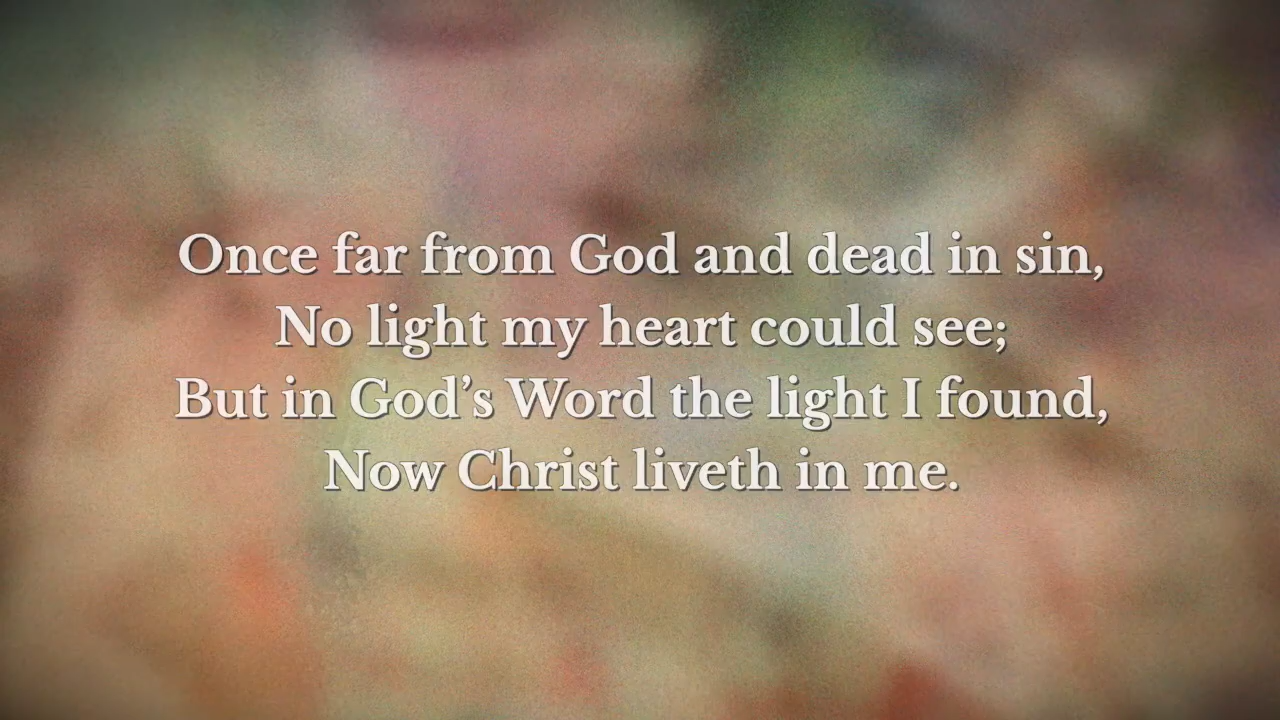 Once far from God and dead in sin,
No light my heart could see;
But in God’s Word the light I found,
Now Christ liveth in me.